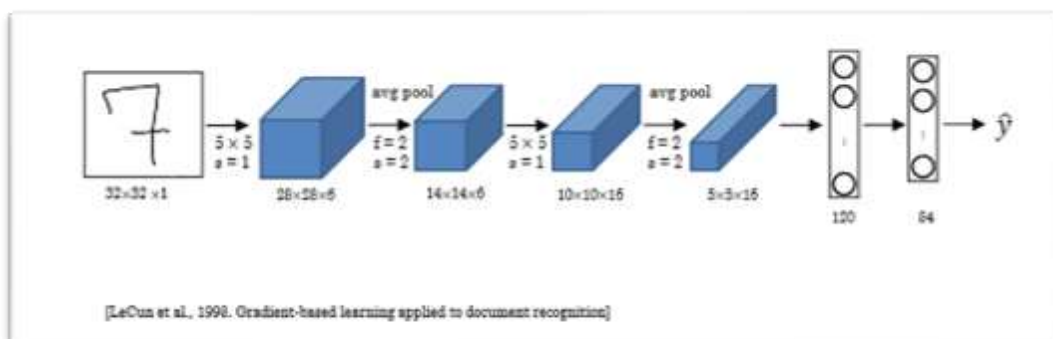 7
avg pool
avg pool
5 × 5
s = 1
f = 2
s = 2
5 × 5
s = 1
f = 2
s = 2
ŷ
32×32 ×1
28×28×6
14×14×6
10×10×16
5×5×16
120
84
[LeCun et al., 1998. Gradient-based learning applied to document recognition]